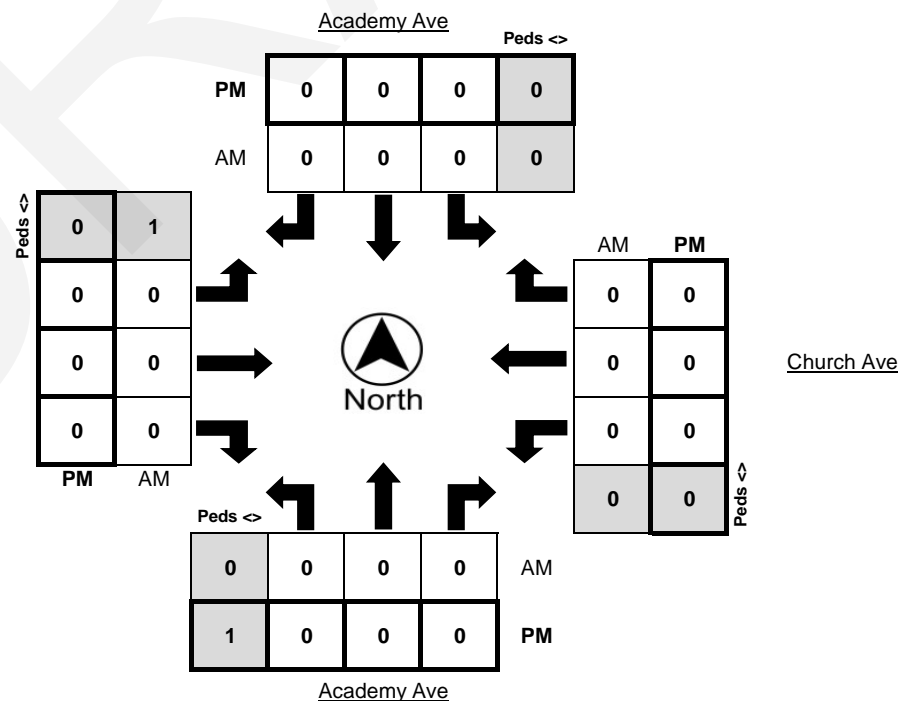 Academy Ave
Peds <>
PM 0 0 0 0
AM 0 0 0 0
Peds <>
0 1
0 0
0 0
0 0
PM AM
North
AM PM
0 0
0 0
0 0
0 0
Peds <>
Church Ave
Peds <>
0 0 0 0 AM
1 0 0 0 PM
Academy Ave